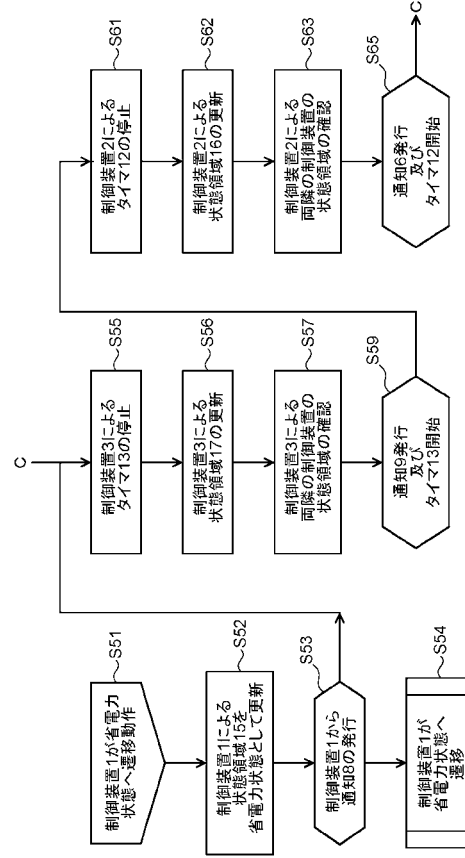 S51
制御装置1が省電力
状態へ遷移動作
S52
制御装置1による
状態領域15を
省電力状態として更新
S53
制御装置1から
通知8の発行
S54
制御装置1が
省電力状態へ
遷移
C
S55
制御装置3による
タイマ13の停止
S56
制御装置3による
状態領域17の更新
S57
制御装置3による
両隣の制御装置の
状態領域の確認
S59
通知9発行
及び
タイマ13開始
S61
制御装置2による
タイマ12の停止
S62
制御装置2による
状態領域16の更新
S63
制御装置2による
両隣の制御装置の
状態領域の確認
S65
通知6発行
及び
タイマ12開始
C